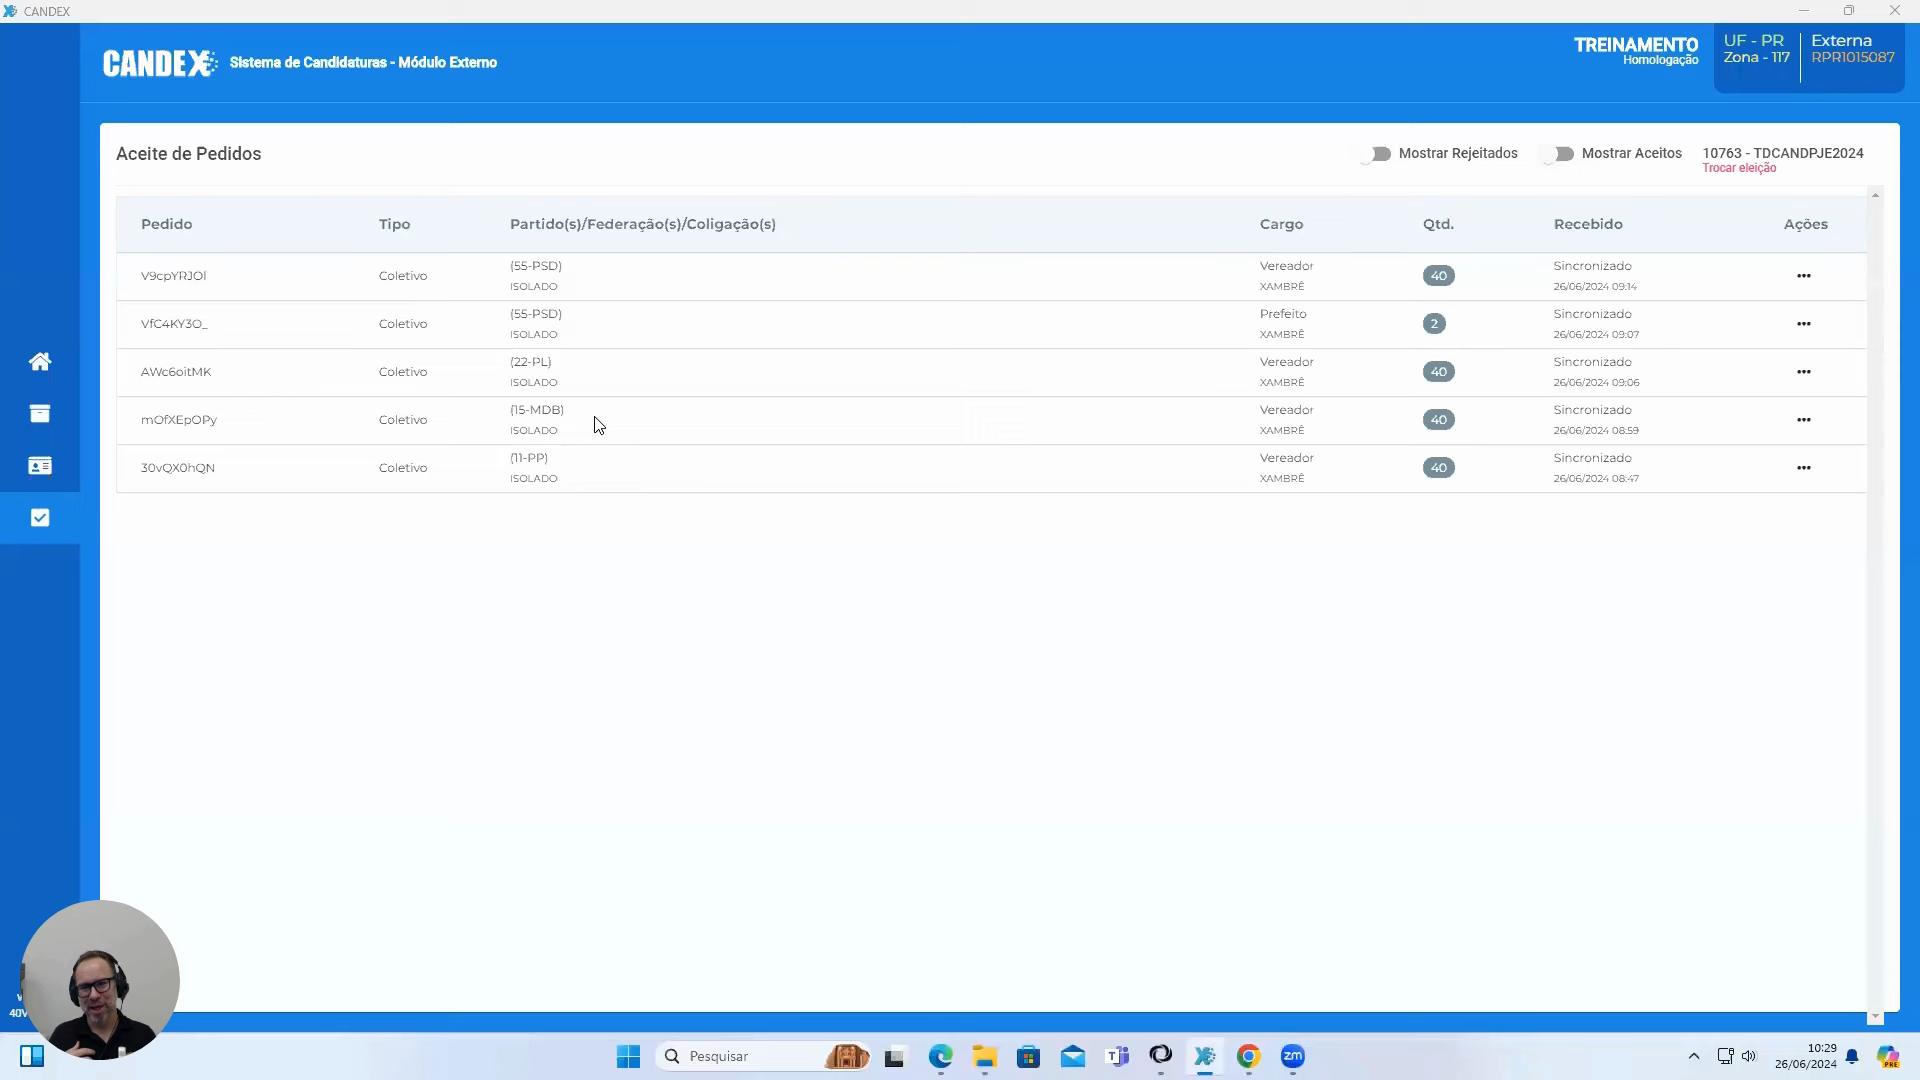 CANDEX
CANDEX Sistema de Candidaturas - Módulo Externo
TREINAMENTO
Homologação
UF - PR
Zona - 117
Externa
RPR1015087
Aceite de Pedidos
Mostrar Rejeitados
Mostrar Aceitos
10763 - TDCANDPJE2024
Trocar eleição
Pedido Tipo Partido(s)/Federação(s)/Coligação(s) Cargo Qtd. Recebido Ações
V9cpYRJOl Coletivo (55-PSD) ISOLADO Vereador XAMBRÊ 40 Sincronizado 26/06/2024 09:14
VfC4KY3O_ Coletivo (55-PSD) ISOLADO Prefeito XAMBRÊ 2 Sincronizado 26/06/2024 09:07
AWc6oitMK Coletivo (22-PL) ISOLADO Vereador XAMBRÊ 40 Sincronizado 26/06/2024 09:06
mOfXEpOPy Coletivo (15-MDB) ISOLADO Vereador XAMBRÊ 40 Sincronizado 26/06/2024 08:59
30vQX0hQN Coletivo (11-PP) ISOLADO Vereador XAMBRÊ 40 Sincronizado 26/06/2024 08:47
Pesquisar
zm
10:29
26/06/2024
PRE